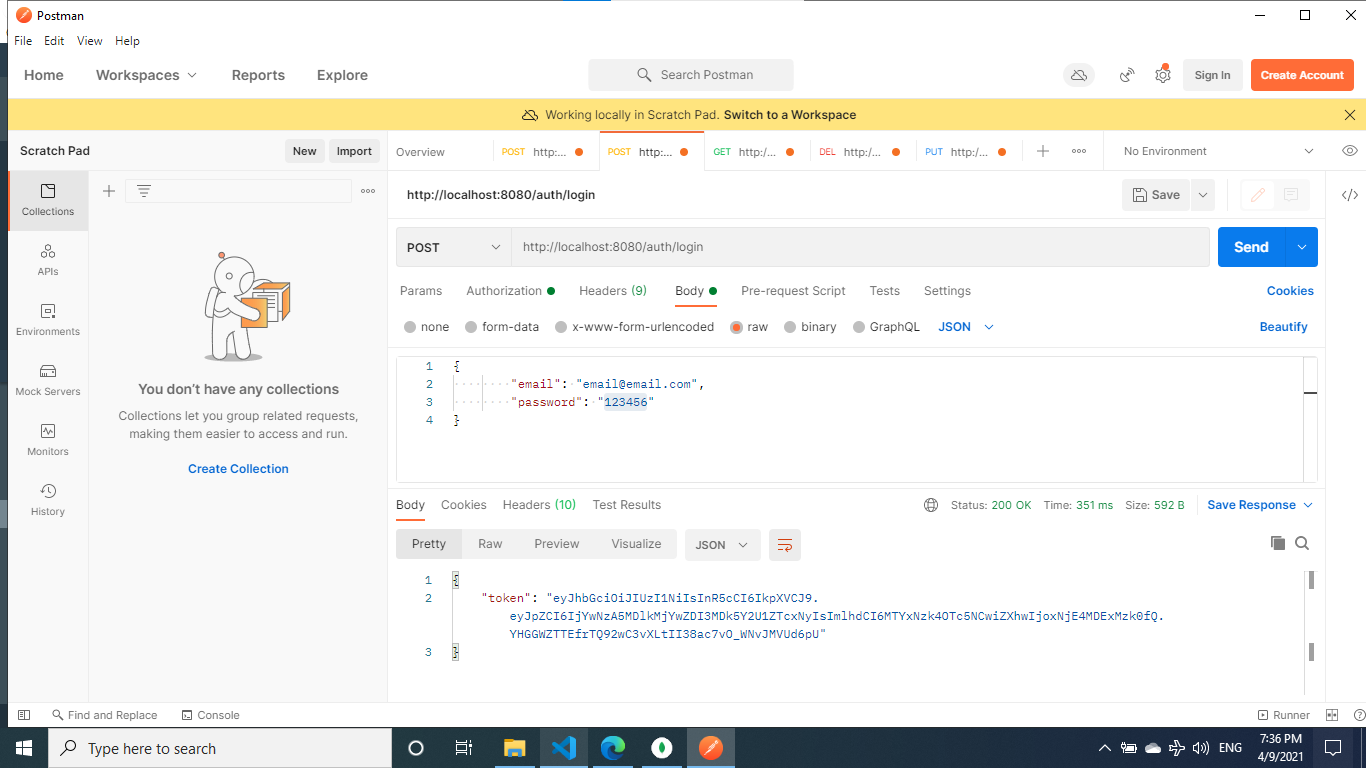 Postman
File Edit View Help
Home Workspaces Reports Explore Search Postman Sign In Create Account
Working locally in Scratch Pad. Switch to a Workspace
Scratch Pad New Import Overview POST http:... POST http:... GET http:/... DEL http:/... PUT http:/... No Environment
Collections
APIs
Environments
Mock Servers
Monitors
History
You don't have any collections
Collections let you group related requests,
making them easier to access and run.
Create Collection
http://localhost:8080/auth/login Save
POST http://localhost:8080/auth/login Send
Params Authorization Headers (9) Body Pre-request Script Tests Settings Cookies
none form-data x-www-form-urlencoded raw binary GraphQL JSON Beautify
1 {
2 "email": "email@email.com",
3 "password": "123456"
4 }
Body Cookies Headers (10) Test Results Status: 200 OK Time: 351 ms Size: 592 B Save Response
Pretty Raw Preview Visualize JSON
1 {
2 "token": "eyJhbGciOiJIUzI1NiIsInR5cCI6IkpXVCJ9.
eyJpZCI6IjYwNzA5MDlkMjYwZDI3MDk5Y2U1ZTcxNyIsImlhdCI6MTYxNzk4OTc5NCwiZXhwIjoxNjE4MDExMzk0fQ.
YHGGWZTTEfrTQ92wC3vXLtII38ac7vO_WNvJMVUd6pU"
3 }
Find and Replace Console Runner
Type here to search ENG 7:36 PM
4/9/2021